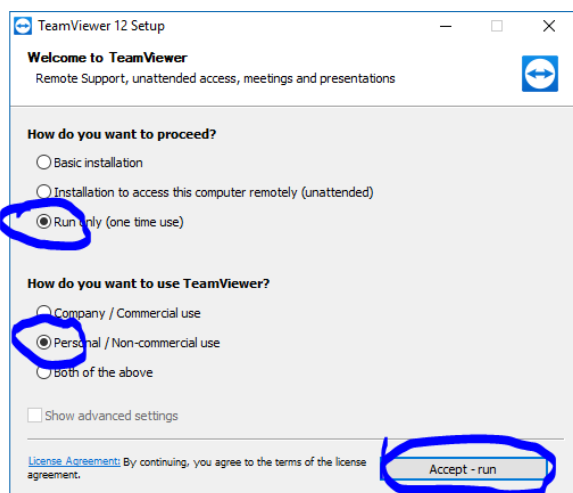 TeamViewer 12 Setup
Welcome to TeamViewer
Remote Support, unattended access, meetings and presentations
How do you want to proceed?
Basic installation
Installation to access this computer remotely (unattended)
Run only (one time use)
How do you want to use TeamViewer?
Company / Commercial use
Personal / Non-commercial use
Both of the above
Show advanced settings
License Agreement: By continuing, you agree to the terms of the license
agreement.
Accept - run